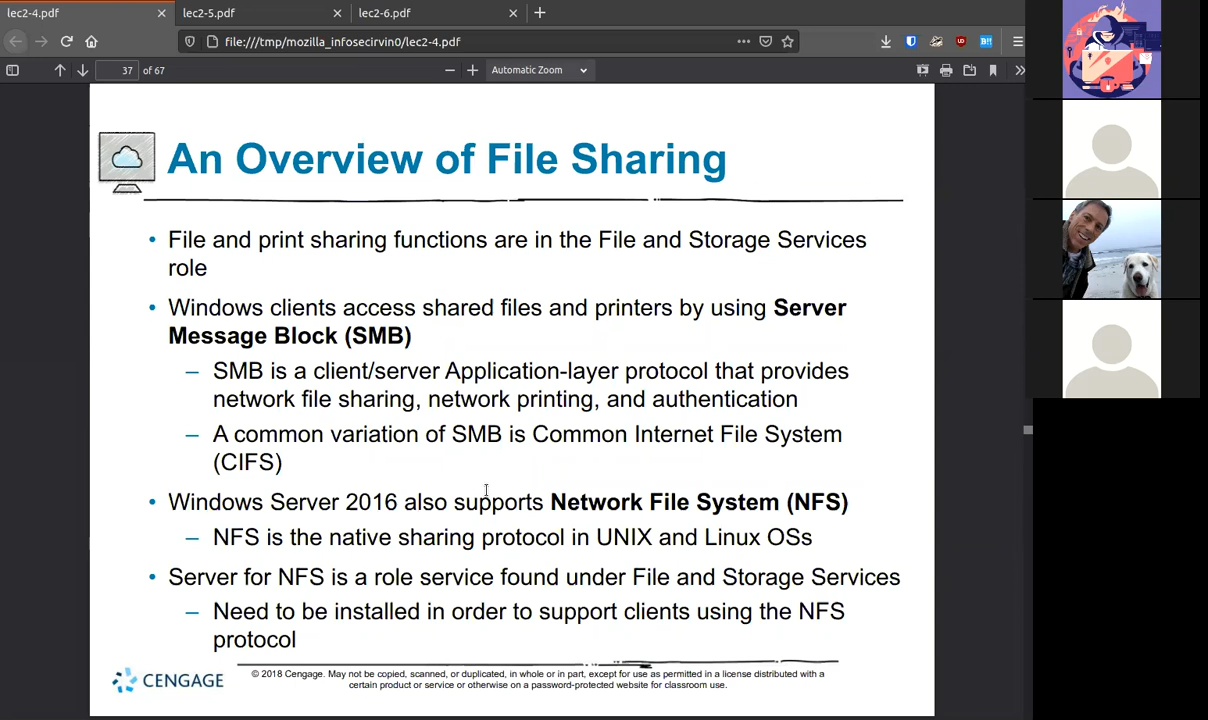 lec2-4.pdf
lec2-5.pdf
lec2-6.pdf
file:///tmp/mozilla_infosecirvin0/lec2-4.pdf
37 of 67
Automatic Zoom
An Overview of File Sharing
• File and print sharing functions are in the File and Storage Services
role
• Windows clients access shared files and printers by using Server
Message Block (SMB)
– SMB is a client/server Application-layer protocol that provides
network file sharing, network printing, and authentication
– A common variation of SMB is Common Internet File System
(CIFS)
• Windows Server 2016 also supports Network File System (NFS)
– NFS is the native sharing protocol in UNIX and Linux OSs
• Server for NFS is a role service found under File and Storage Services
– Need to be installed in order to support clients using the NFS
protocol
CENGAGE
© 2018 Cengage. May not be copied, scanned, or duplicated, in whole or in part, except for use as permitted in a license distributed with a
certain product or service or otherwise on a password-protected website for classroom use.